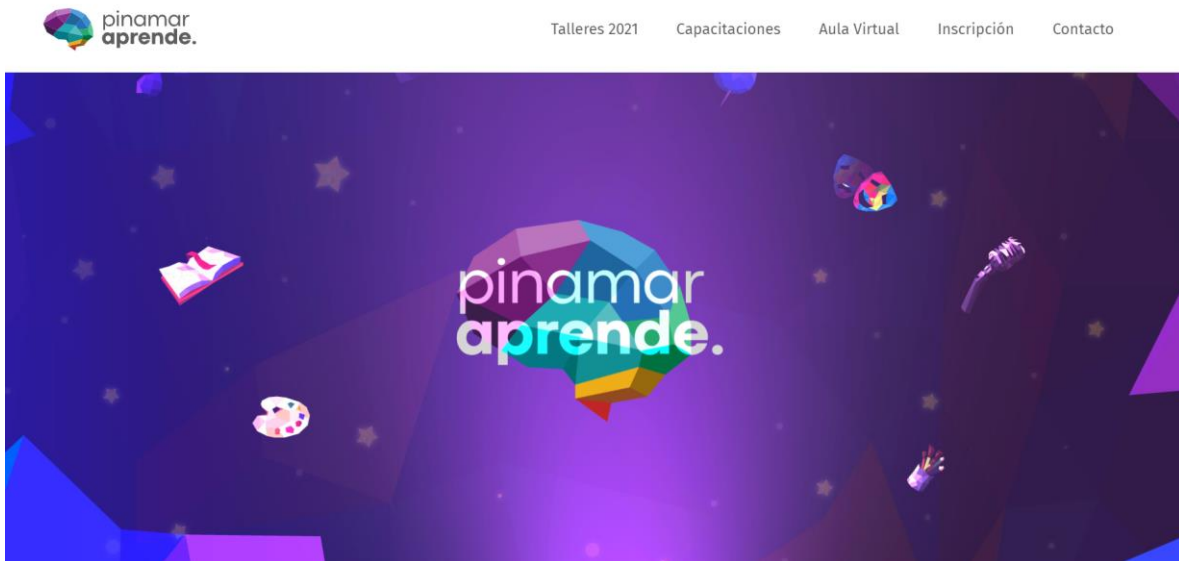 pinamar
aprende.
Talleres 2021 Capacitaciones Aula Virtual Inscripción Contacto
pinamar
aprende.